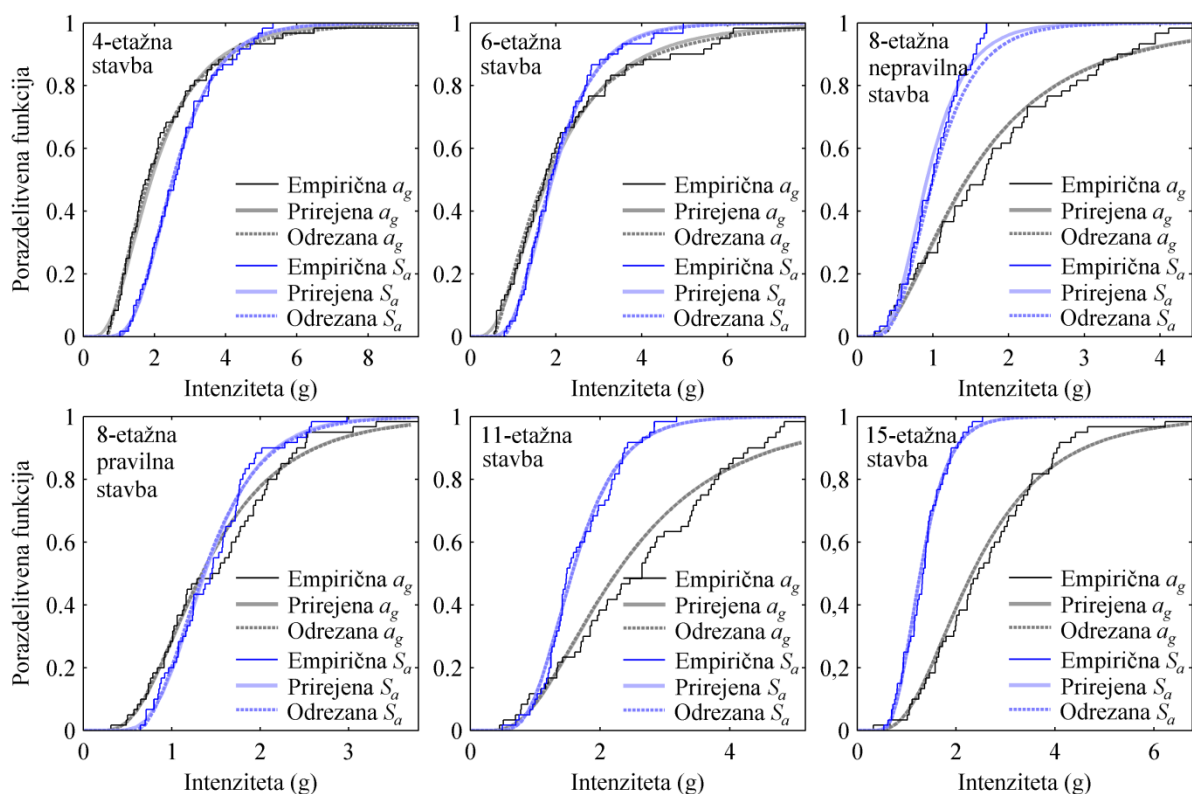 Porazdelitvena funkcija
1
0.8
0.6
0.4
0.2
0
4-etažna
stavba
Empirična a_g
Prirejena a_g
Odrezana a_g
Empirična S_a
Prirejena S_a
Odrezana S_a
0 2 4 6 8
Intenziteta (g)
1
0.8
0.6
0.4
0.2
0
6-etažna
stavba
Empirična a_g
Prirejena a_g
Odrezana a_g
Empirična S_a
Prirejena S_a
Odrezana S_a
0 2 4 6
Intenziteta (g)
1
0.8
0.6
0.4
0.2
0
8-etažna
nepravilna
stavba
Empirična a_g
Prirejena a_g
Odrezana a_g
Empirična S_a
Prirejena S_a
Odrezana S_a
0 1 2 3 4
Intenziteta (g)
Porazdelitvena funkcija
1
0.8
0.6
0.4
0.2
0
8-etažna
pravilna
stavba
Empirična a_g
Prirejena a_g
Odrezana a_g
Empirična S_a
Prirejena S_a
Odrezana S_a
0 1 2 3
Intenziteta (g)
1
0.8
0.6
0.4
0.2
0
11-etažna
stavba
Empirična a_g
Prirejena a_g
Odrezana a_g
Empirična S_a
Prirejena S_a
Odrezana S_a
0 2 4
Intenziteta (g)
1
0,8
0,6
0,4
0,2
0
15-etažna
stavba
Empirična a_g
Prirejena a_g
Odrezana a_g
Empirična S_a
Prirejena S_a
Odrezana S_a
0 2 4 6
Intenziteta (g)